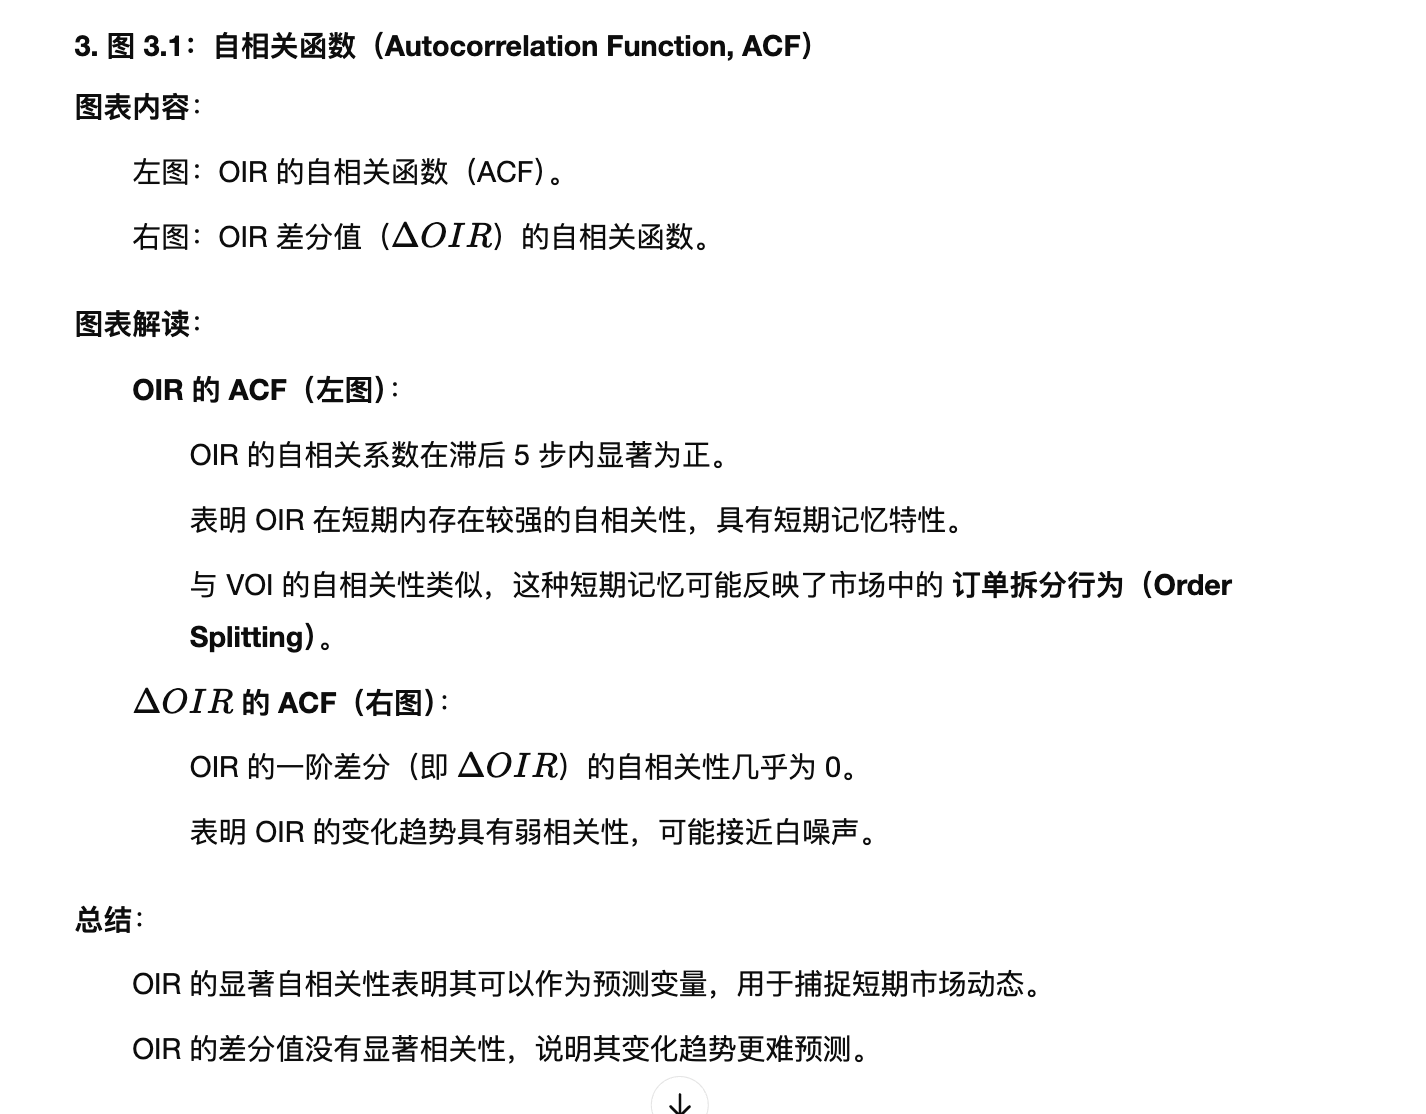 3. 图 3.1：自相关函数（Autocorrelation Function, ACF）
图表内容：
左图：OIR 的自相关函数（ACF）。
右图：OIR 差分值（ΔOIR）的自相关函数。
图表解读：
OIR 的 ACF（左图）：
OIR 的自相关系数在滞后 5 步内显著为正。
表明 OIR 在短期内存在较强的自相关性，具有短期记忆特性。
与 VOI 的自相关性类似，这种短期记忆可能反映了市场中的 订单拆分行为（Order
Splitting）。
ΔOIR 的 ACF（右图）：
OIR 的一阶差分（即 ΔOIR）的自相关性几乎为 0。
表明 OIR 的变化趋势具有弱相关性，可能接近白噪声。
总结：
OIR 的显著自相关性表明其可以作为预测变量，用于捕捉短期市场动态。
OIR 的差分值没有显著相关性，说明其变化趋势更难预测。